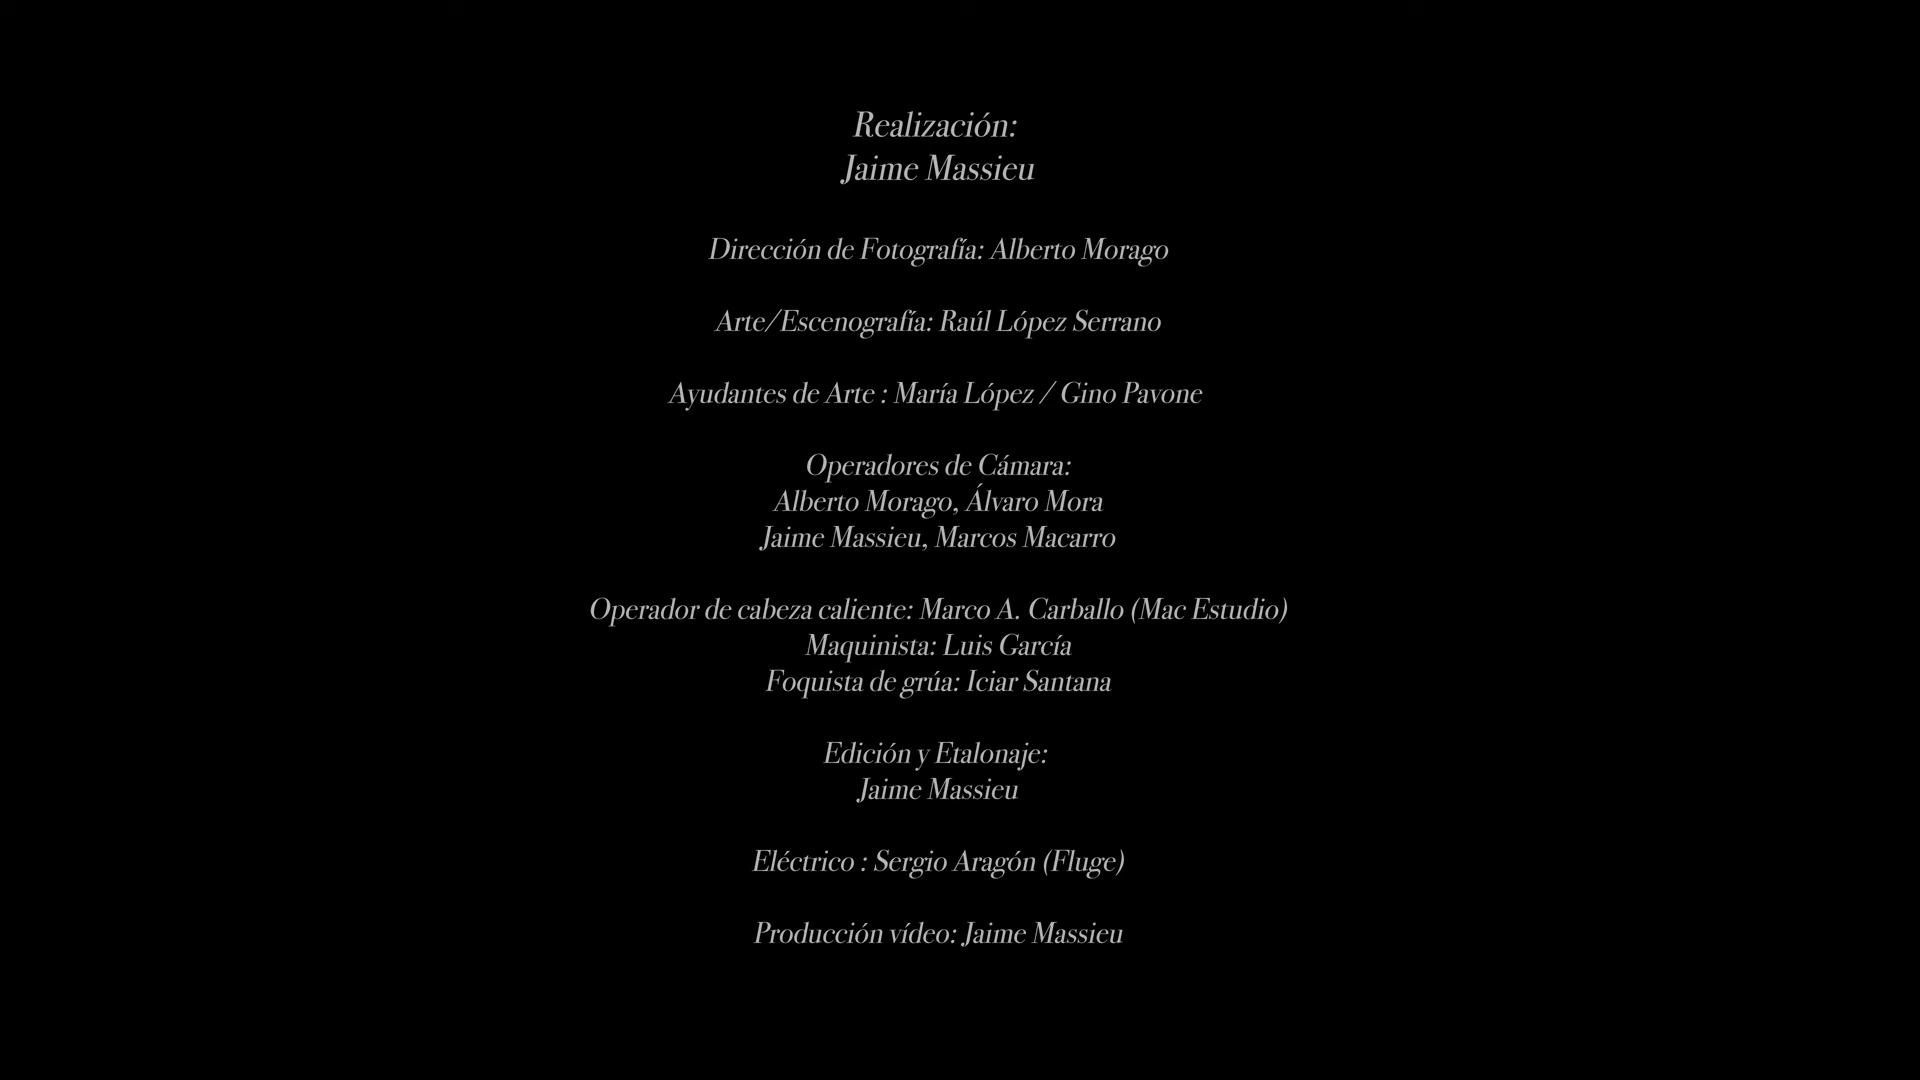 Realización:
Jaime Massieu
Dirección de Fotografía: Alberto Morago
Arte/Escenografía: Raúl López Serrano
Ayudantes de Arte : María López / Gino Pavone
Operadores de Cámara:
Alberto Morago, Álvaro Mora
Jaime Massieu, Marcos Macarro
Operador de cabeza caliente: Marco A. Carballo (Mac Estudio)
Maquinista: Luis García
Foquista de grúa: Iciar Santana
Edición y Etalonaje:
Jaime Massieu
Eléctrico : Sergio Aragón (Fluge)
Producción vídeo: Jaime Massieu